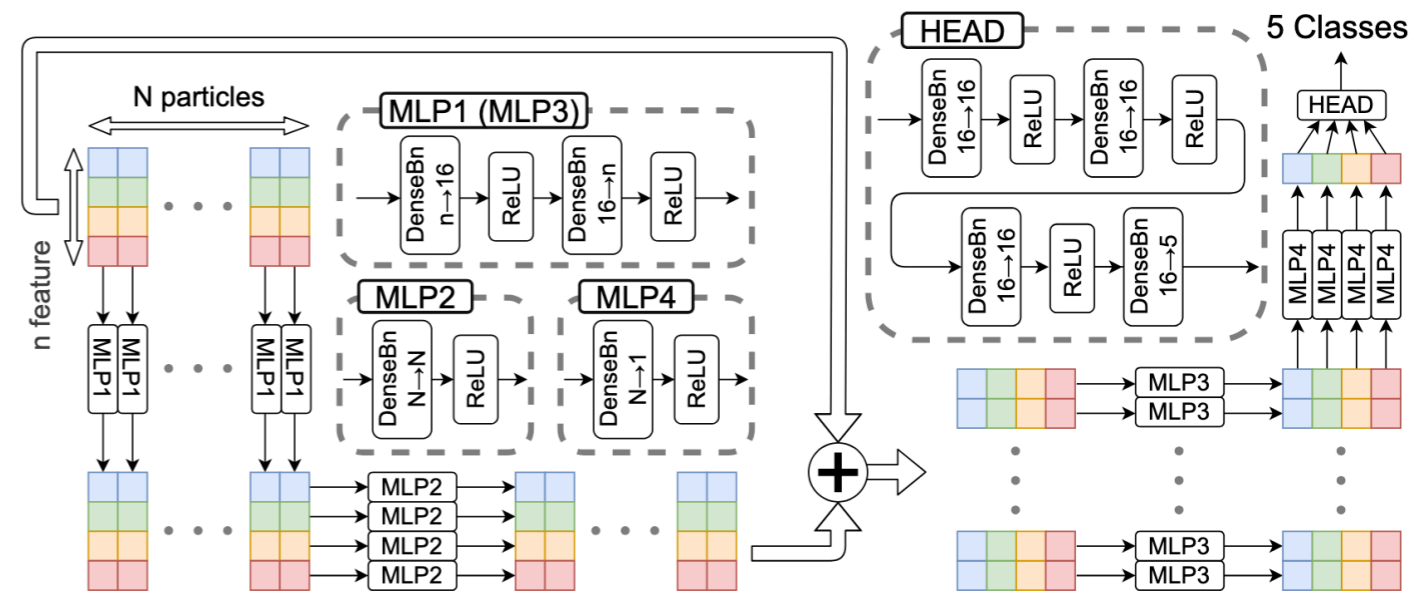 N particles
n feature
MLP1
MLP1
MLP1
MLP1
MLP1 (MLP3)
DenseBn
n→16
ReLU
DenseBn
16→n
ReLU
MLP2
DenseBn
N→N
ReLU
MLP4
DenseBn
N→1
ReLU
MLP2
MLP2
MLP2
MLP2
+
HEAD
DenseBn
16→16
ReLU
DenseBn
16→16
ReLU
DenseBn
16→16
ReLU
DenseBn
16→5
5 Classes
HEAD
MLP4
MLP4
MLP4
MLP4
MLP3
MLP3
MLP3
MLP3